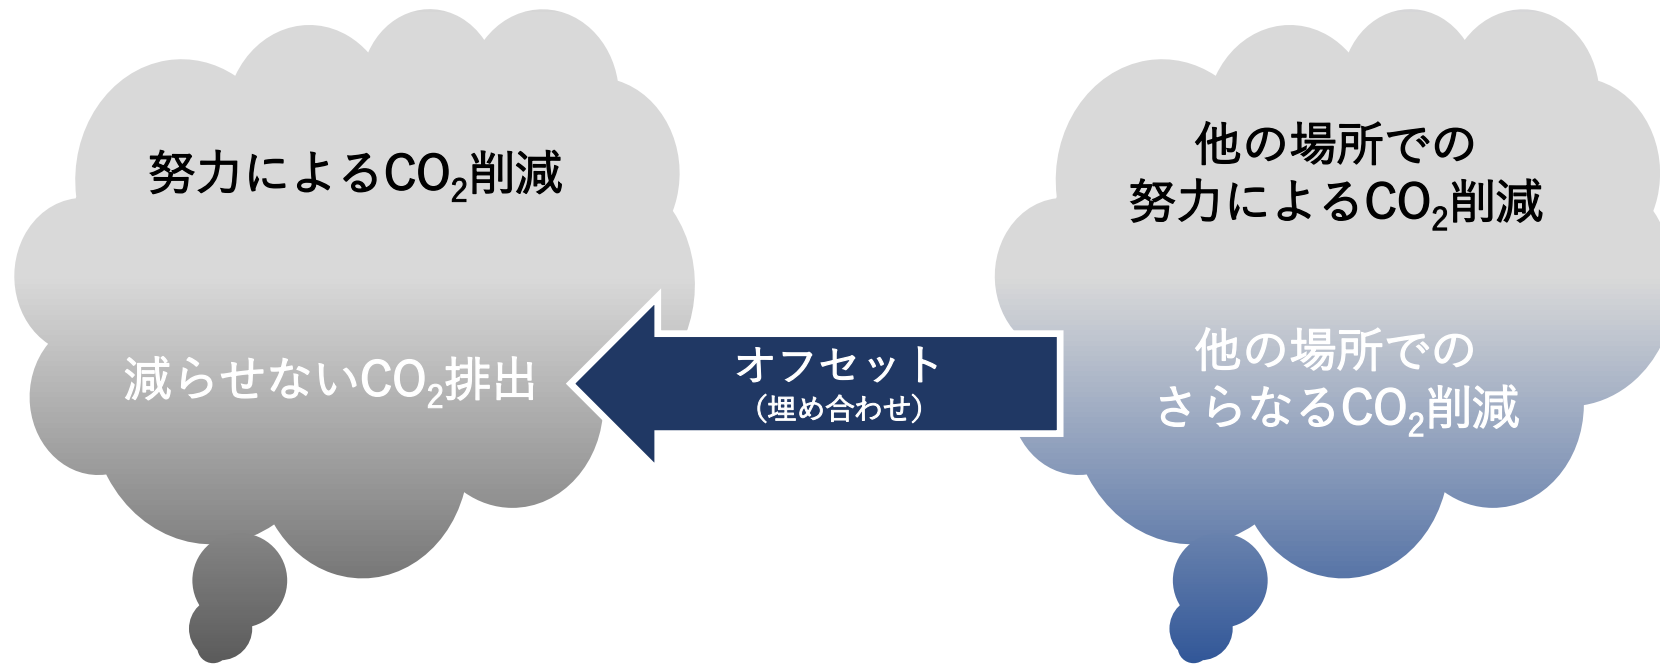 努力によるCO₂削減
減らせないCO₂排出
オフセット
（埋め合わせ）
他の場所での
努力によるCO₂削減
他の場所での
さらなるCO₂削減